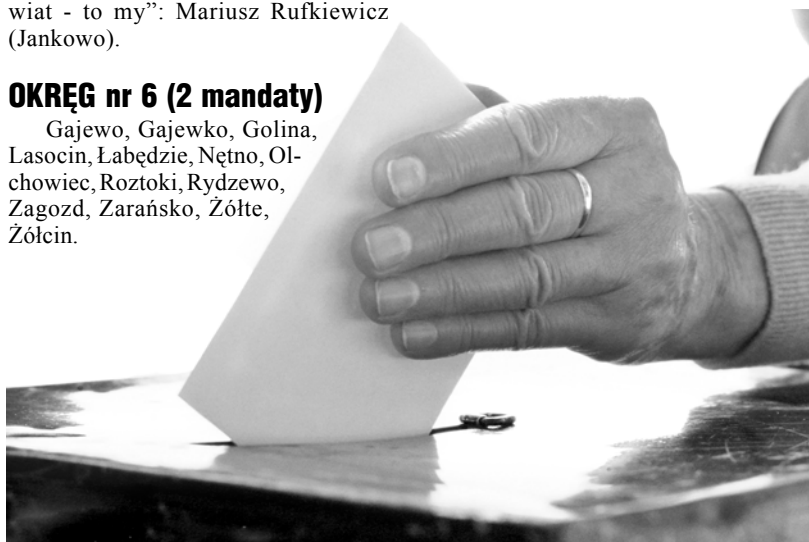 wiat - to my”: Mariusz Rufkiewicz
(Jankowo).
OKRĘG nr 6 (2 mandaty)
Gajewo, Gajewko, Golina,
Lasocin, Łabędzie, Nętno, Ol-
chowiec, Roztoki, Rydzewo,
Zagozd, Zarańsko, Żółte,
Żółcin.